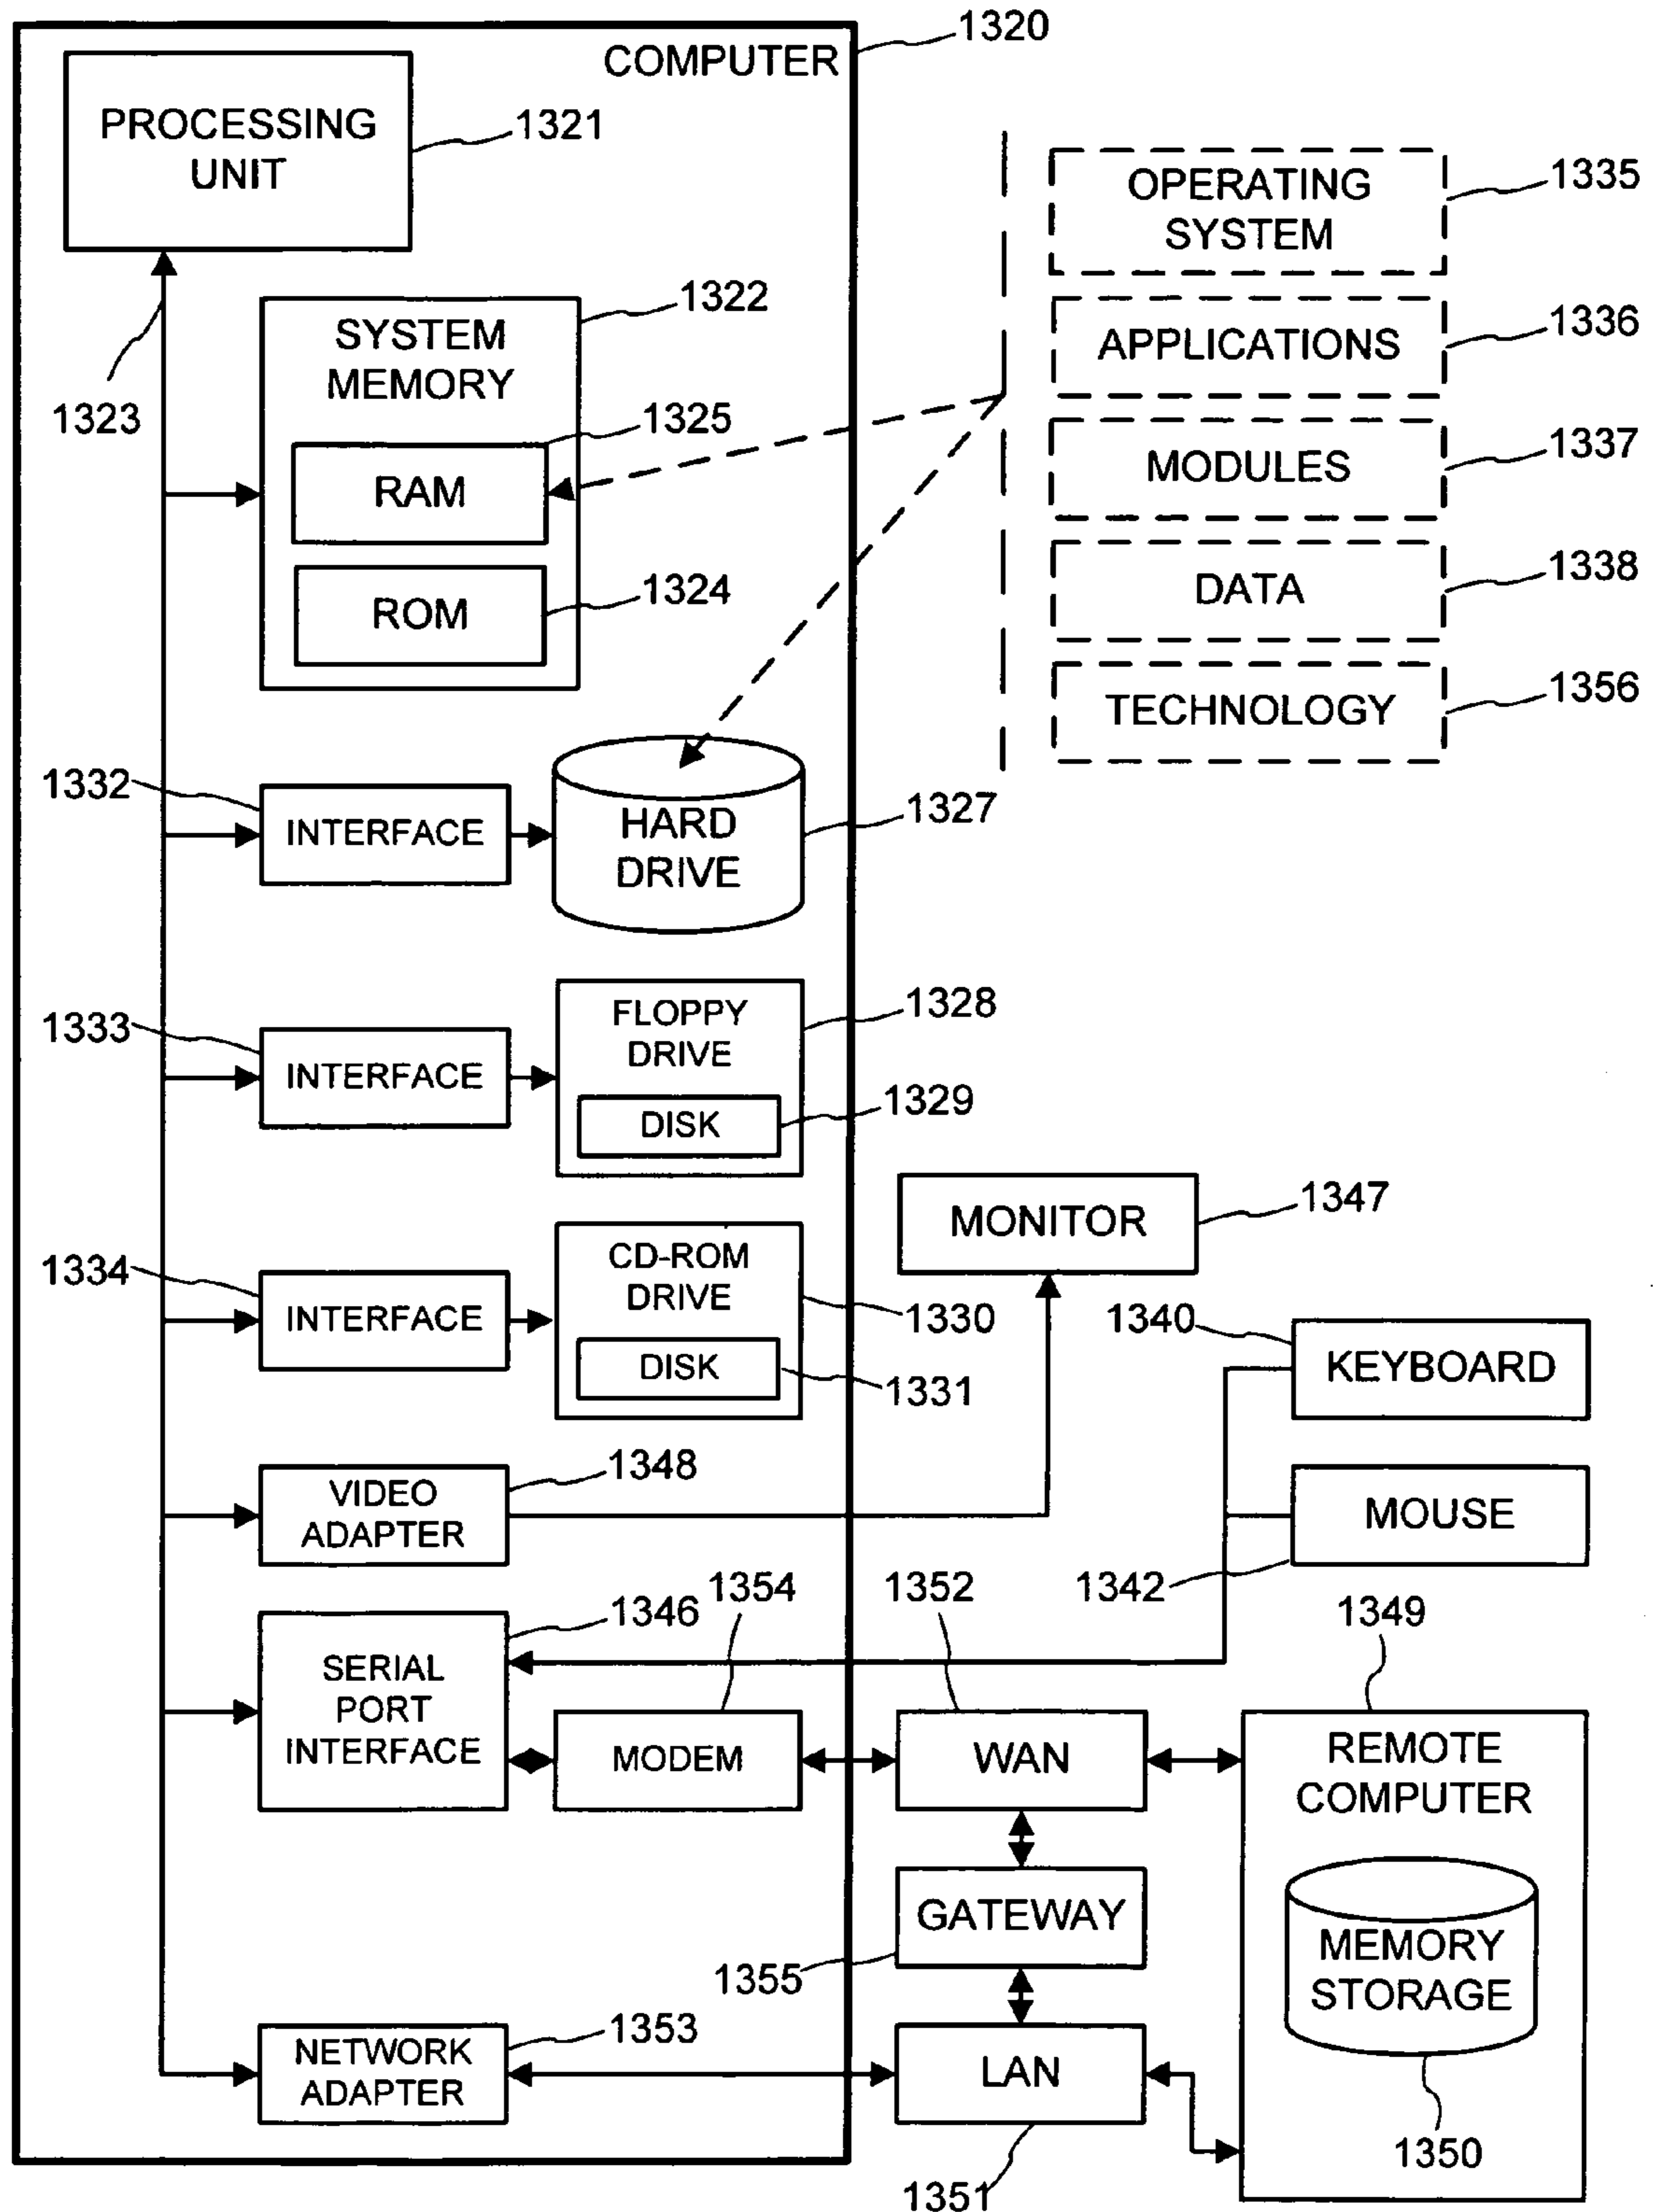 COMPUTER
1320
PROCESSING
UNIT
1321
1323
SYSTEM
MEMORY
1322
RAM
1325
ROM
1324
OPERATING
SYSTEM
1335
APPLICATIONS
1336
MODULES
1337
DATA
1338
TECHNOLOGY
1356
1332
INTERFACE
HARD
DRIVE
1327
1333
INTERFACE
FLOPPY
DRIVE
1328
DISK
1329
1334
INTERFACE
CD-ROM
DRIVE
1330
DISK
1331
MONITOR
1347
1340
KEYBOARD
MOUSE
1342
VIDEO
ADAPTER
1348
SERIAL
PORT
INTERFACE
1346
MODEM
1354
WAN
1352
REMOTE
COMPUTER
1349
MEMORY
STORAGE
1350
GATEWAY
1355
NETWORK
ADAPTER
1353
LAN
1351